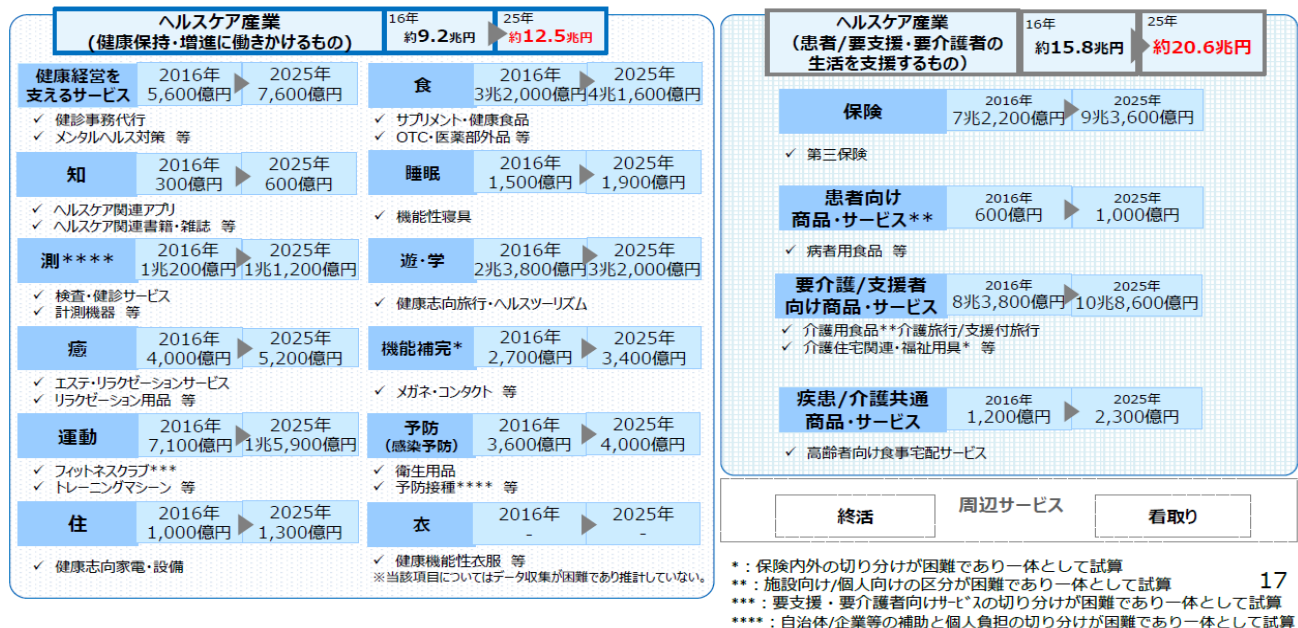 ヘルスケア産業
(健康保持・増進に働きかけるもの)
16年
約9.2兆円
25年
約12.5兆円
健康経営を
支えるサービス
2016年
5,600億円
2025年
7,600億円
✓ 健診事務代行
✓ メンタルヘルス対策 等
知
2016年
300億円
2025年
600億円
✓ ヘルスケア関連アプリ
✓ ヘルスケア関連書籍・雑誌 等
測****
2016年
1兆200億円
2025年
1兆1,200億円
✓ 検査・健診サービス
✓ 計測機器 等
癒
2016年
4,000億円
2025年
5,200億円
✓ エステ・リラクゼーションサービス
✓ リラクゼーション用品 等
運動
2016年
7,100億円
2025年
1兆5,900億円
✓ フィットネスクラブ***
✓ トレーニングマシーン 等
住
2016年
1,000億円
2025年
1,300億円
✓ 健康志向家電・設備
食
2016年
3兆2,000億円
2025年
4兆1,600億円
✓ サプリメント・健康食品
✓ OTC・医薬部外品 等
睡眠
2016年
1,500億円
2025年
1,900億円
✓ 機能性寝具
遊・学
2016年
2兆3,800億円
2025年
3兆2,000億円
✓ 健康志向旅行・ヘルスツーリズム
機能補完*
2016年
2,700億円
2025年
3,400億円
✓ メガネ・コンタクト 等
予防
(感染予防)
2016年
3,600億円
2025年
4,000億円
✓ 衛生用品
✓ 予防接種**** 等
衣
2016年
-
2025年
-
✓ 健康機能性衣服 等
※当該項目についてはデータ収集が困難であり推計していない。
ヘルスケア産業
(患者/要支援・要介護者の
生活を支援するもの)
16年
約15.8兆円
25年
約20.6兆円
保険
2016年
7兆2,200億円
2025年
9兆3,600億円
✓ 第三保険
患者向け
商品・サービス**
2016年
600億円
2025年
1,000億円
✓ 病者用食品 等
要介護/支援者
向け商品・サービス
2016年
8兆3,800億円
2025年
10兆8,600億円
✓ 介護用食品**介護旅行/支援付旅行
✓ 介護住宅関連・福祉用具* 等
疾患/介護共通
商品・サービス
2016年
1,200億円
2025年
2,300億円
✓ 高齢者向け食事宅配サービス
周辺サービス
終活
看取り
*：保険内外の切り分けが困難であり一体として試算
**：施設向け/個人向けの区分が困難であり一体として試算
***：要支援・要介護者向けｻｰﾋﾞｽの切り分けが困難であり一体として試算
****：自治体/企業等の補助と個人負担の切り分けが困難であり一体として試算
17